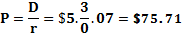 P = D/r = $5.3/0.07 = $75.71